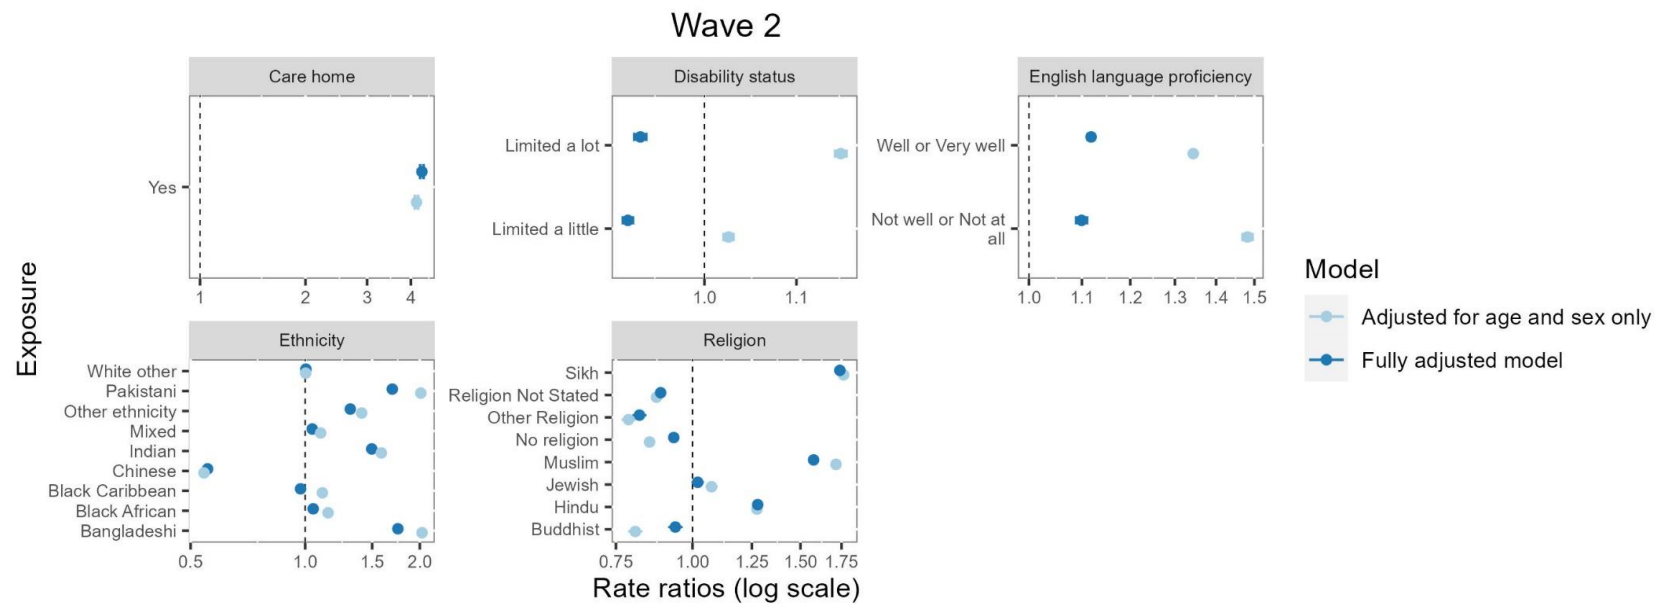 Wave 2
Care home
Disability status
English language proficiency
Exposure
Yes
1 2 3 4
Limited a lot
Limited a little
1.0 1.1
Well or Very well
Not well or Not at
all
1.0 1.1 1.2 1.3 1.4 1.5
Ethnicity
White other
Pakistani
Other ethnicity
Mixed
Indian
Chinese
Black Caribbean
Black African
Bangladeshi
0.5 1.0 1.5 2.0
Religion
Sikh
Religion Not Stated
Other Religion
No religion
Muslim
Jewish
Hindu
Buddhist
0.75 1.00 1.25 1.50 1.75
Rate ratios (log scale)
Model
Adjusted for age and sex only
Fully adjusted model